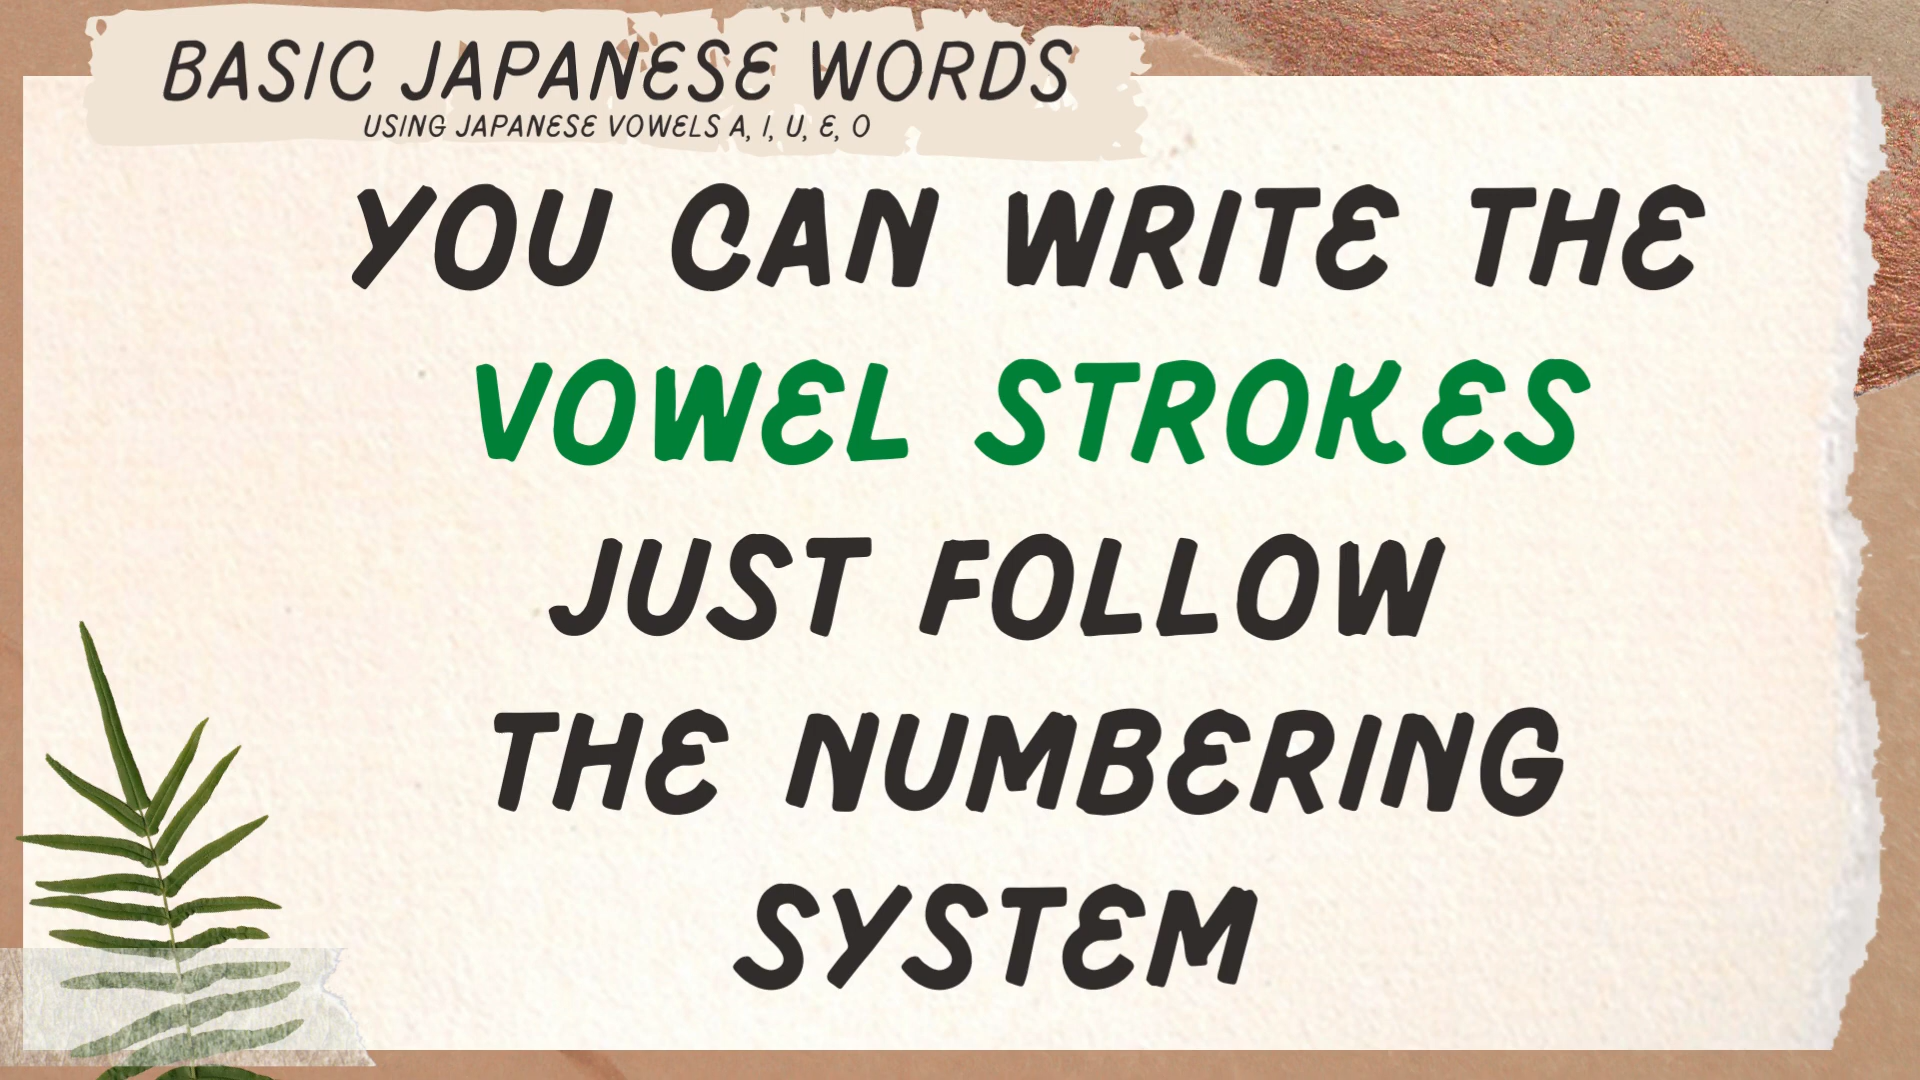 BASIC JAPANESE WORDS
USING JAPANESE VOWELS A, I, U, E, O
YOU CAN WRITE THE
VOWEL STROKES
JUST FOLLOW
THE NUMBERING
SYSTEM